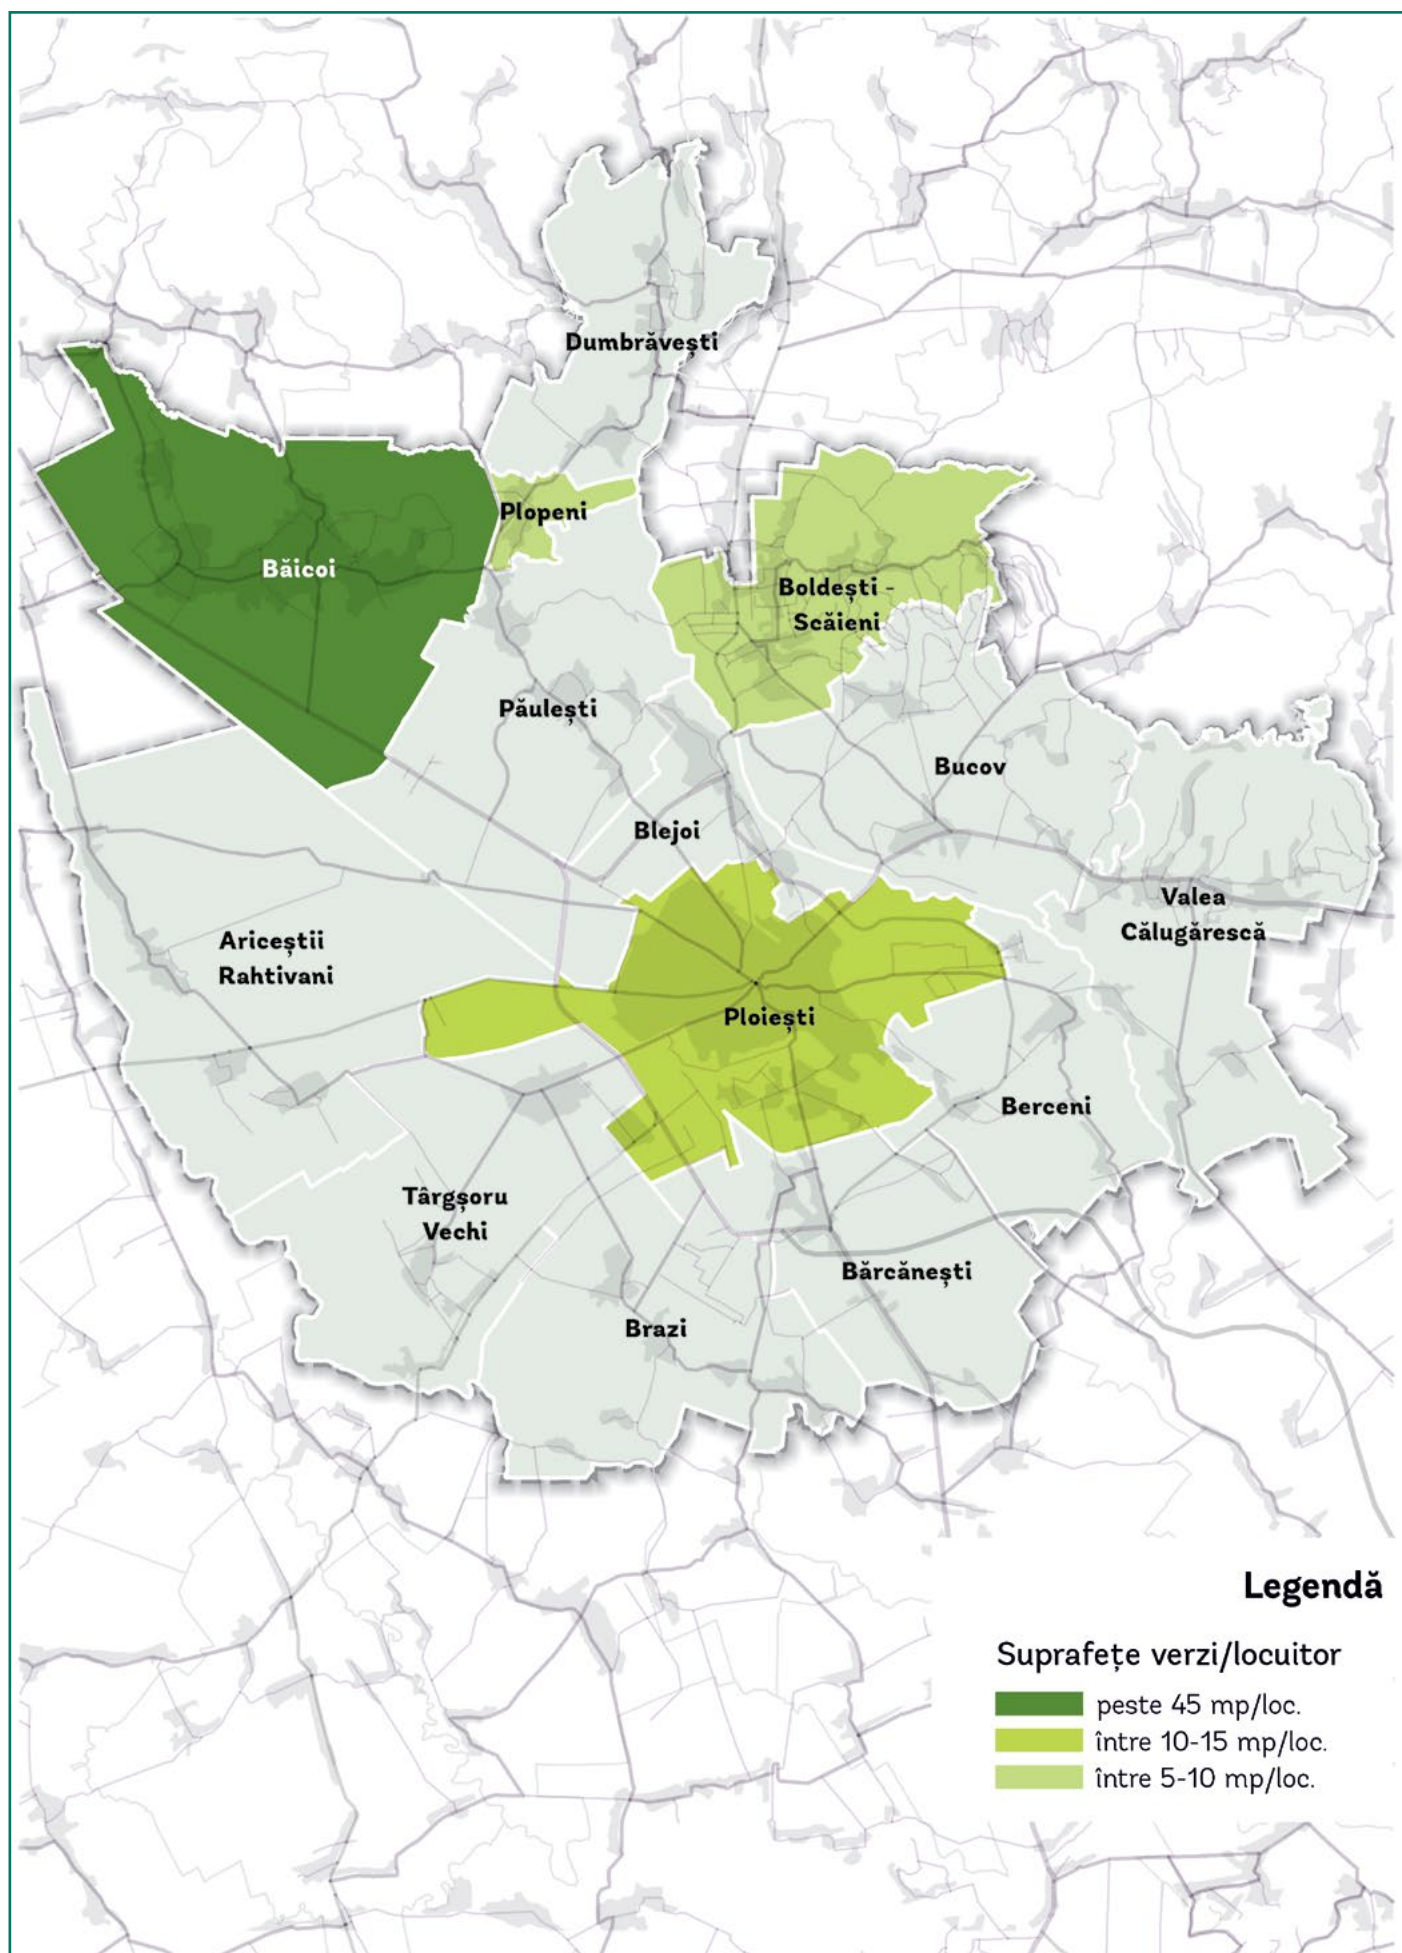 Dumbrăvești
Plopeni
Băicoi
Boldești -
Scăieni
Păulești
Bucov
Blejoi
Valea
Călugărescă
Ariceștii
Rahtivani
Ploiești
Berceni
Târgșoru
Vechi
Bărcănești
Brazi
Legendă
Suprafețe verzi/locuitor
peste 45 mp/loc.
între 10-15 mp/loc.
între 5-10 mp/loc.